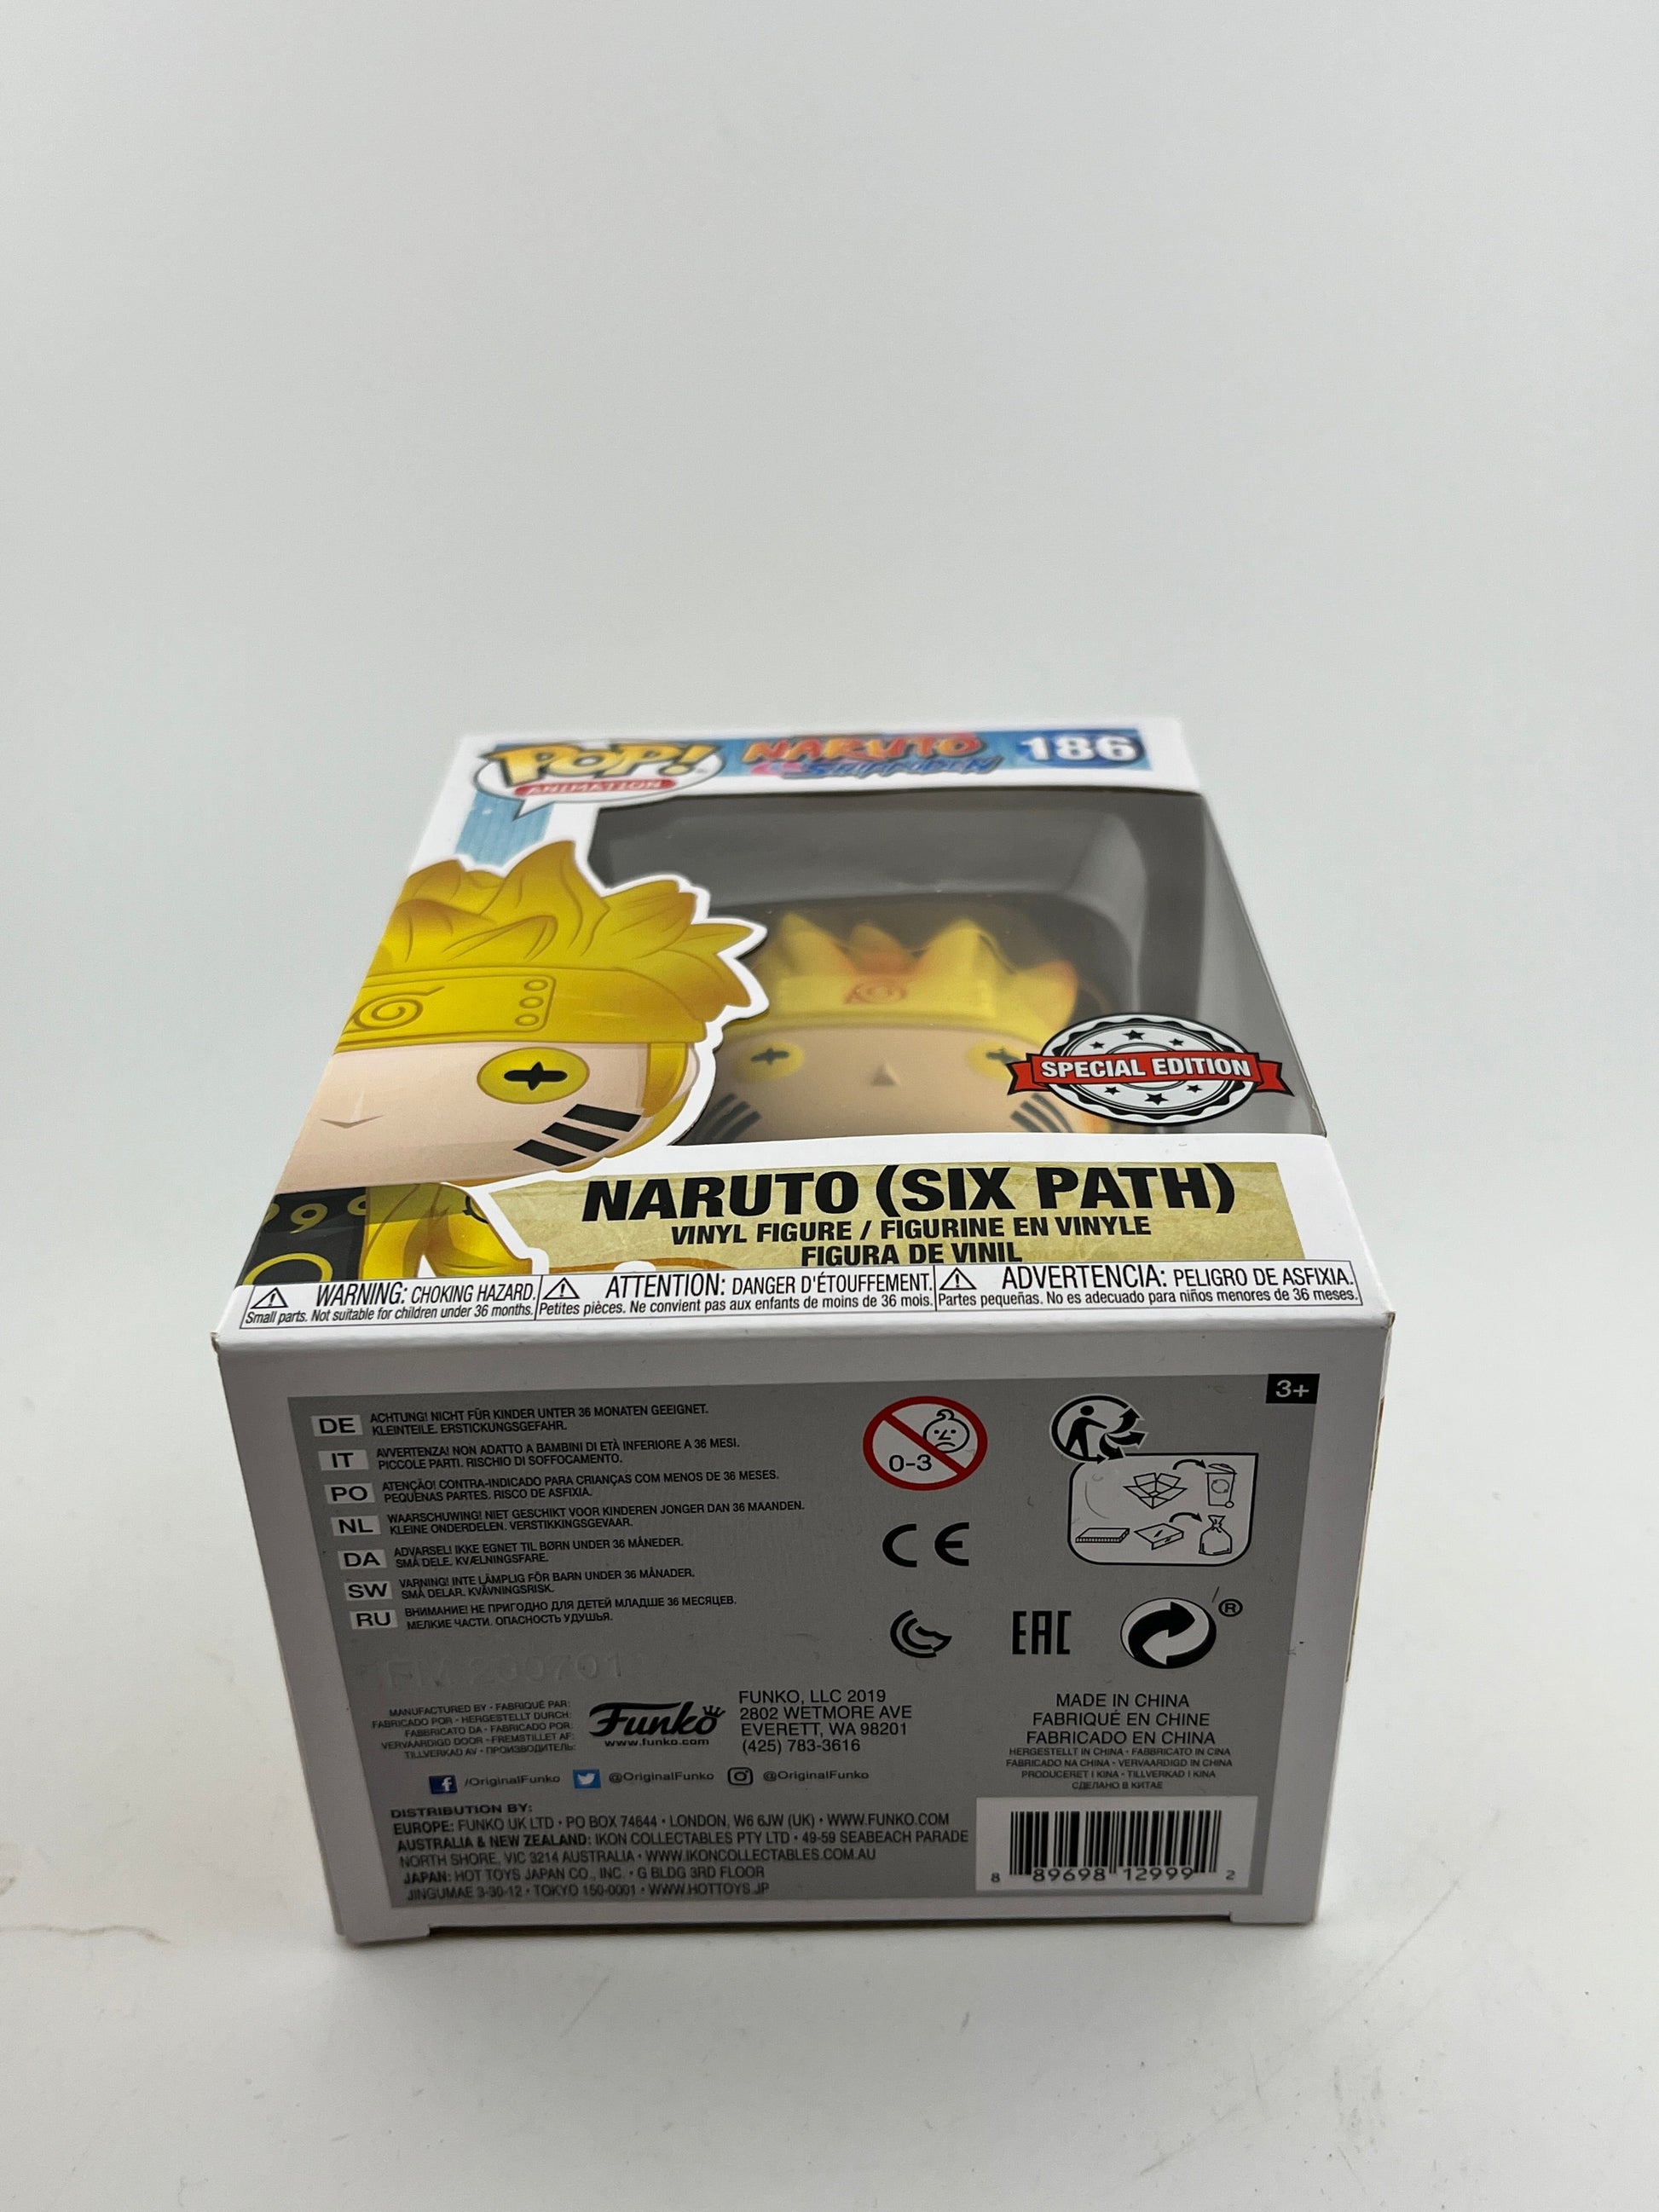 POP!
ANIMATION
NARUTO
SHIPPUDEN
186
SPECIAL EDITION
NARUTO (SIX PATH)
VINYL FIGURE / FIGURINE EN VINYLE
FIGURA DE VINIL
WARNING: CHOKING HAZARD.
Small parts. Not suitable for children under 36 months.
ATTENTION: DANGER D'ÉTOUFFEMENT.
Petites pièces. Ne convient pas aux enfants de moins de 36 mois.
ADVERTENCIA: PELIGRO DE ASFIXIA.
Partes pequeñas. No es adecuado para niños menores de 36 meses.
3+
DE ACHTUNG! NICHT FÜR KINDER UNTER 36 MONATEN GEEIGNET.
KLEINTEILE. ERSTICKUNGSGEFAHR.
IT AVVERTENZA! NON ADATTO A BAMBINI DI ETÀ INFERIORE A 36 MESI.
PICCOLE PARTI. RISCHIO DI SOFFOCAMENTO.
PO ATENÇÃO! CONTRA-INDICADO PARA CRIANÇAS COM MENOS DE 36 MESES.
PEQUENAS PARTES. RISCO DE ASFIXIA.
NL WAARSCHUWING! NIET GESCHIKT VOOR KINDEREN JONGER DAN 36 MAANDEN.
KLEINE ONDERDELEN. VERSTIKKINGSGEVAAR.
DA ADVARSEL! IKKE EGNET TIL BØRN UNDER 36 MÅNEDER.
SMÅ DELE. KVÆLNINGSFARE.
SW VARNING! INTE LÄMPLIG FÖR BARN UNDER 36 MÅNADER.
SMÅ DELAR. KVÄVNINGSRISK.
RU ВНИМАНИЕ! НЕ ПРИГОДНО ДЛЯ ДЕТЕЙ МЛАДШЕ 36 МЕСЯЦЕВ.
МЕЛКИЕ ЧАСТИ. ОПАСНОСТЬ УДУШЬЯ.
0-3
CE
EAC
®
MANUFACTURED BY • FABRIQUÉ PAR:
FABRICADO POR • HERGESTELLT DURCH:
FABBRICATO DA • FABRICADO POR:
VERVAARDIGD DOOR • FREMSTILLET AF:
TILLVERKAD AV • ПРОИЗВОДИТЕЛЬ:
Funko
www.funko.com
FUNKO, LLC 2019
2802 WETMORE AVE
EVERETT, WA 98201
(425) 783-3616
MADE IN CHINA
FABRIQUÉ EN CHINE
FABRICADO EN CHINA
HERGESTELLT IN CHINA • FABBRICATO IN CINA
FABRICADO NA CHINA • VERVAARDIGD IN CHINA
PRODUCERET I KINA • TILLVERKAD I KINA
СДЕЛАНО В КИТАЕ
/OriginalFunko @OriginalFunko @OriginalFunko
DISTRIBUTION BY:
EUROPE: FUNKO UK LTD • PO BOX 74644 • LONDON, W6 6JW (UK) • WWW.FUNKO.COM
AUSTRALIA & NEW ZEALAND: IKON COLLECTABLES PTY LTD • 49-59 SEABEACH PARADE
NORTH SHORE, VIC 3214 AUSTRALIA • WWW.IKONCOLLECTABLES.COM.AU
JAPAN: HOT TOYS JAPAN CO., INC. • G BLDG 3RD FLOOR
JINGUMAE 3-30-12 • TOKYO 150-0001 • WWW.HOTTOYS.JP
8 89698 12999 2